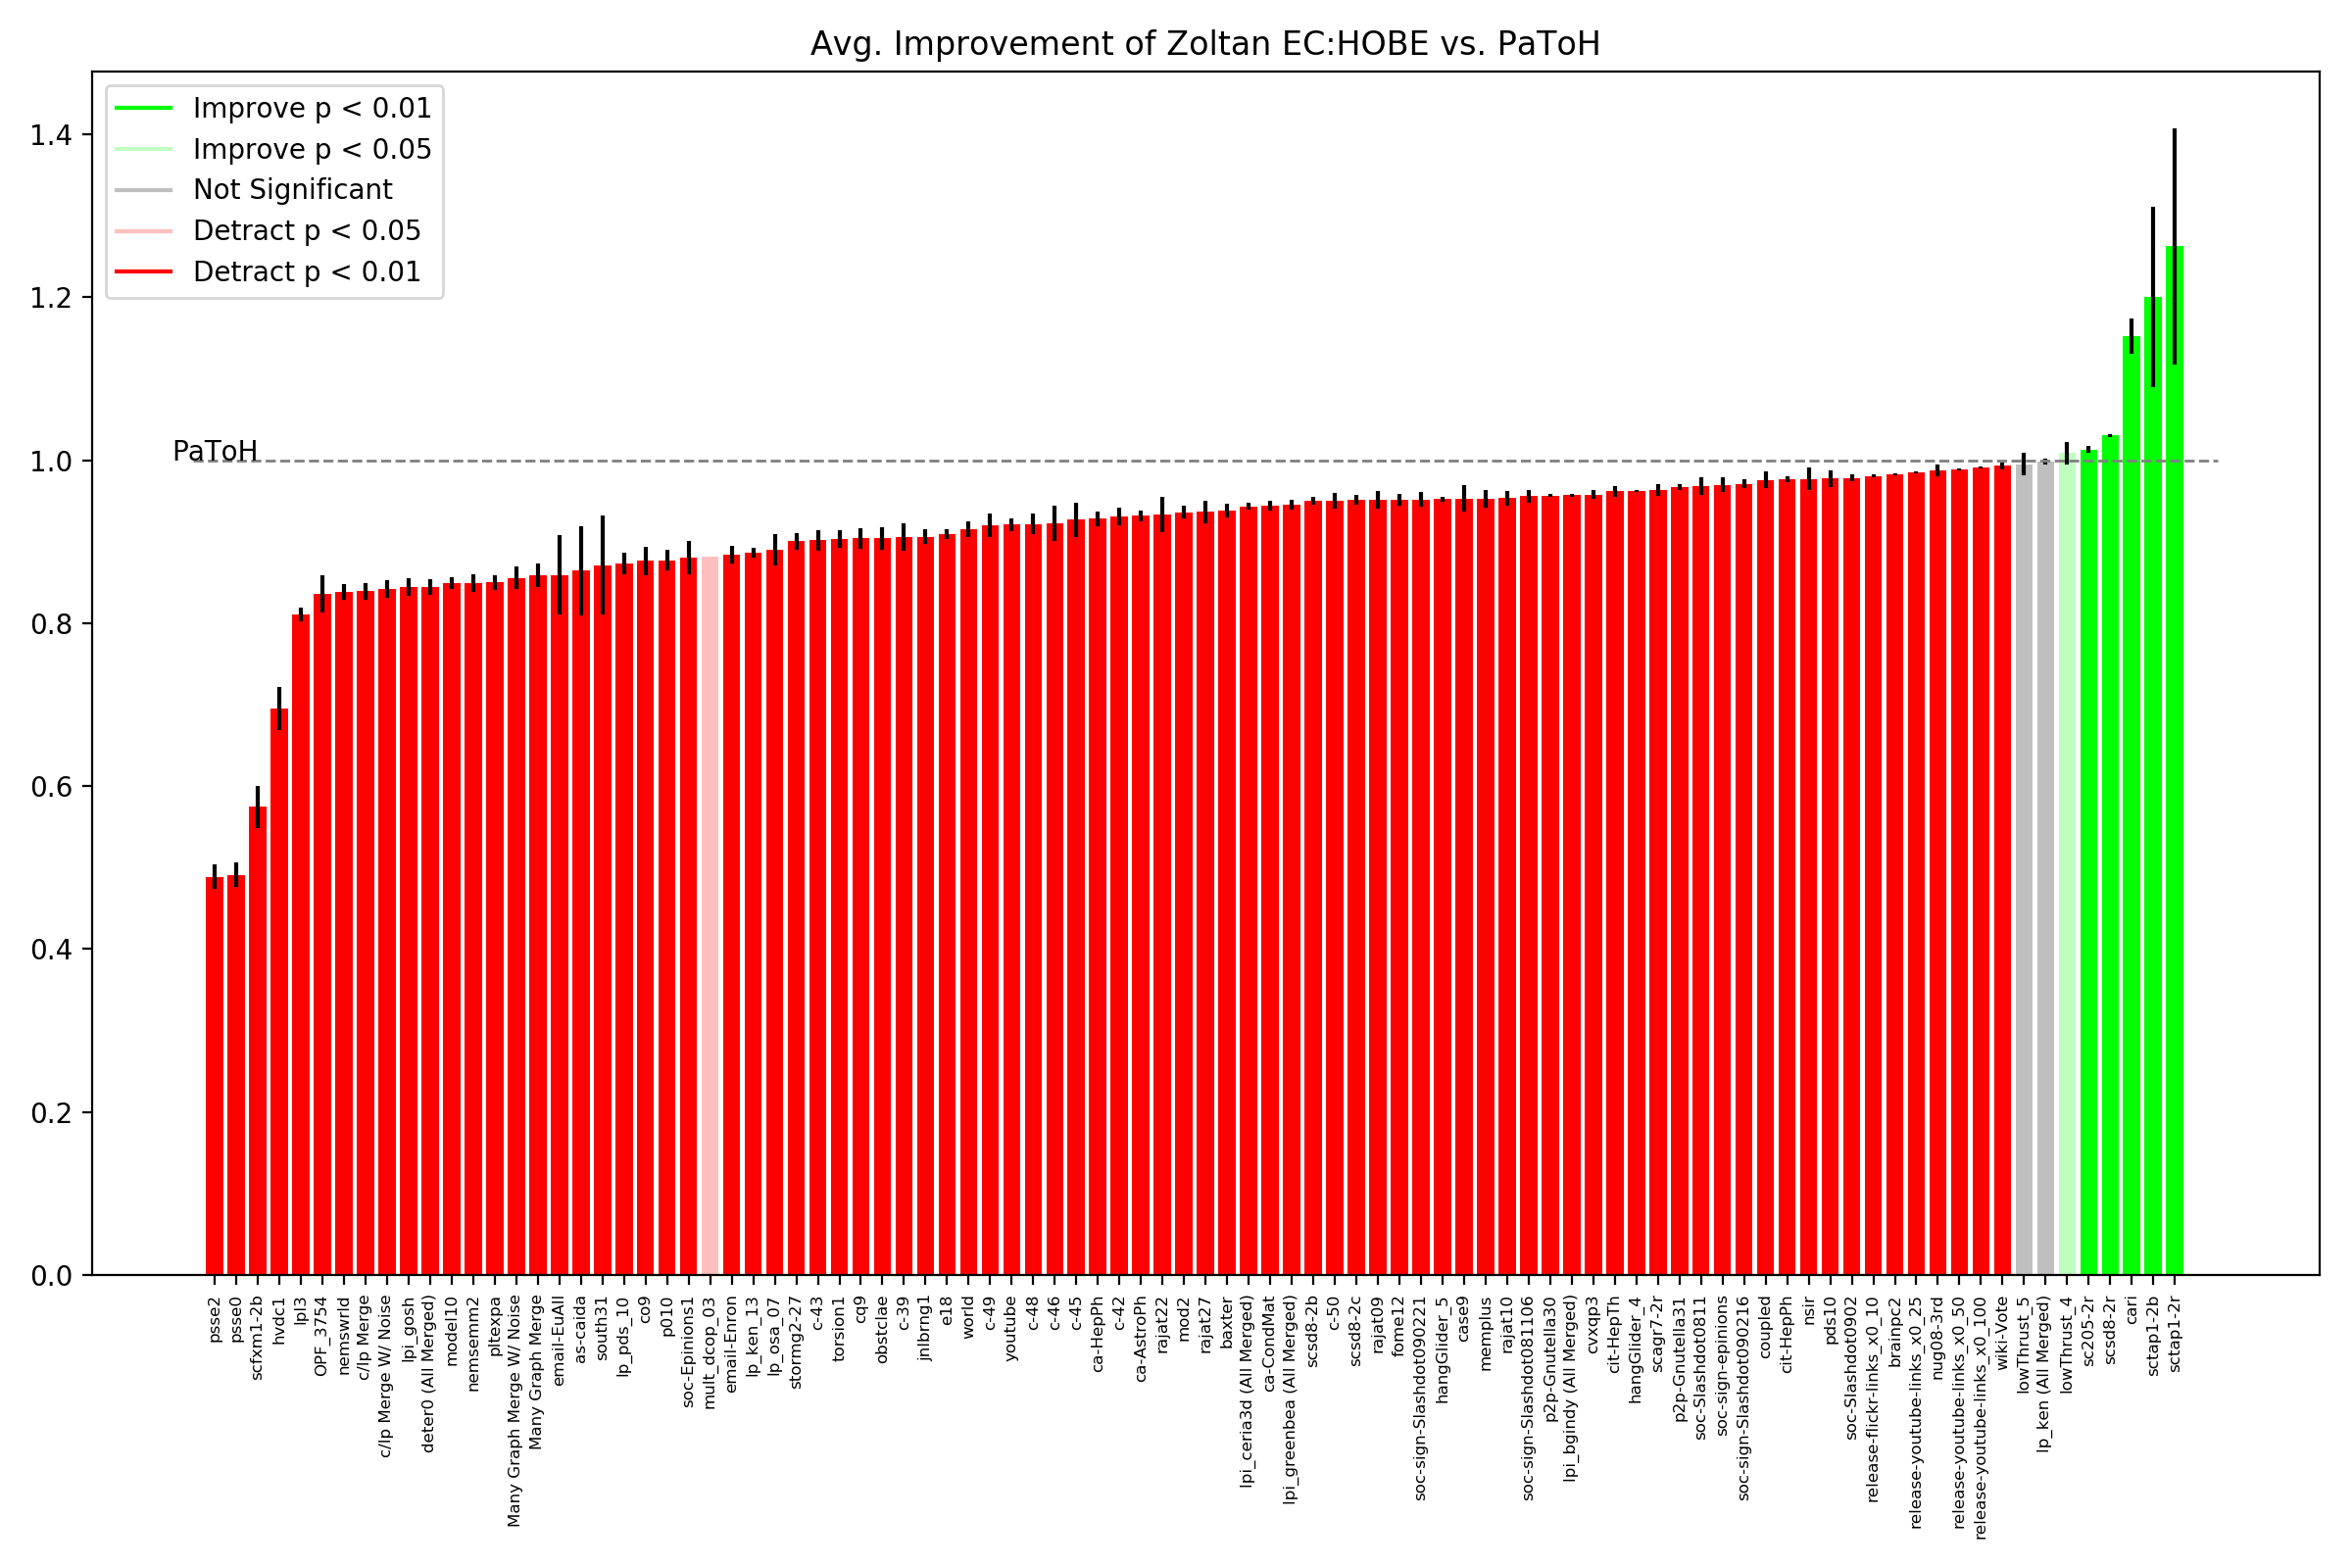 Avg. Improvement of Zoltan EC:HOBE vs. PaToH
Improve p < 0.01
Improve p < 0.05
Not Significant
Detract p < 0.05
Detract p < 0.01
1.4
1.2
1.0
0.8
0.6
0.4
0.2
0.0
PaToH
psse2
psse0
scfxm1-2b
hvdc1
lpl3
OPF_3754
nemswrld
c/lp Merge
c/lp Merge W/ Noise
lpi_gosh
deter0 (All Merged)
model10
nemsemm2
pltexpa
Many Graph Merge W/ Noise
Many Graph Merge
email-EuAll
as-caida
south31
lp_pds_10
co9
p010
soc-Epinions1
mult_dcop_03
email-Enron
lp_ken_13
lp_osa_07
stormg2-27
c-43
torsion1
cq9
obstclae
c-39
jnlbrng1
e18
world
c-49
youtube
c-48
c-46
c-45
ca-HepPh
c-42
ca-AstroPh
rajat22
mod2
rajat27
baxter
lpi_ceria3d (All Merged)
ca-CondMat
lpi_greenbea (All Merged)
scsd8-2b
c-50
scsd8-2c
rajat09
fome12
soc-sign-Slashdot090221
hangGlider_5
case9
memplus
rajat10
soc-sign-Slashdot081106
p2p-Gnutella30
lpi_bgindy (All Merged)
cvxqp3
cit-HepTh
hangGlider_4
scagr7-2r
p2p-Gnutella31
soc-Slashdot0811
soc-sign-epinions
soc-sign-Slashdot090216
coupled
cit-HepPh
nsir
pds10
soc-Slashdot0902
release-flickr-links_x0_10
brainpc2
release-youtube-links_x0_25
nug08-3rd
release-youtube-links_x0_50
release-youtube-links_x0_100
wiki-Vote
lowThrust_5
lp_ken (All Merged)
lowThrust_4
sc205-2r
scsd8-2r
cari
sctap1-2b
sctap1-2r